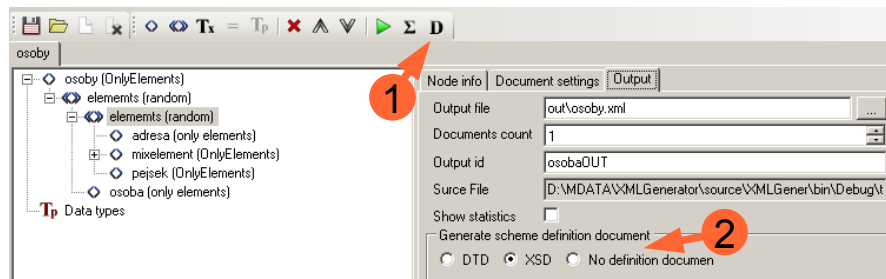 Tx = Tp Σ D
osoby
1
osoby (OnlyElements)
elememts (random)
elements (random)
adresa (only elements)
mixelement (OnlyElements)
pejsek (OnlyElements)
osoba (only elements)
Tp Data types
Node info Document settings Output
Output file out\osoby.xml ...
Documents count 1
Output id osobaOUT
Surce File D:\MDATA\XMLGenerator\source\XMLGener\bin\Debug\t
Show statistics
Generate scheme definition document
2
DTD XSD No definition documen